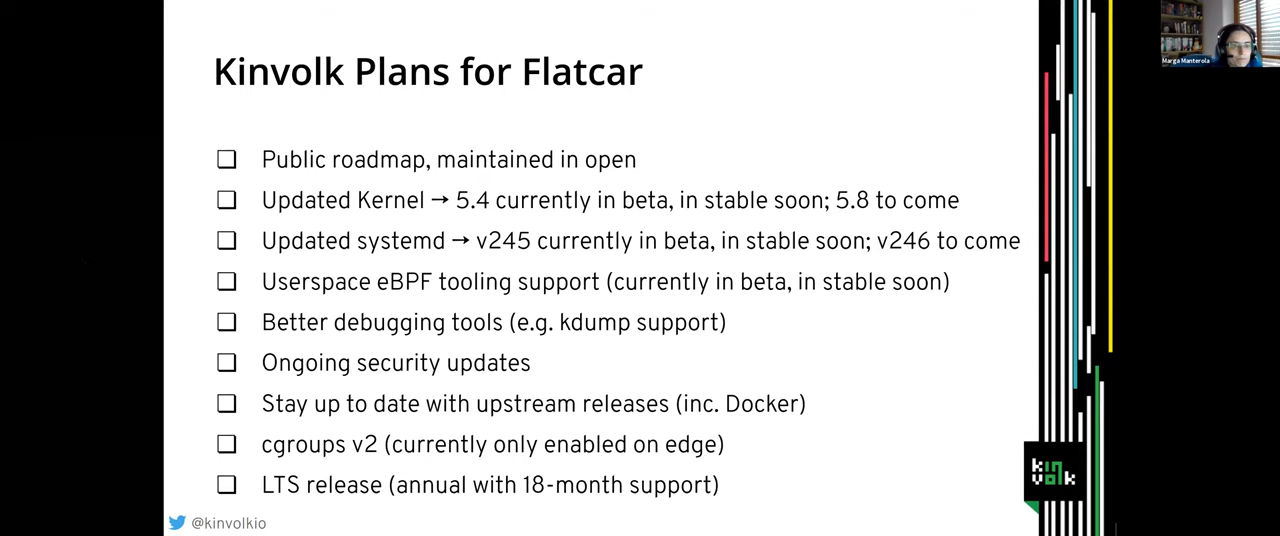 Kinvolk Plans for Flatcar
Public roadmap, maintained in open
Updated Kernel → 5.4 currently in beta, in stable soon; 5.8 to come
Updated systemd → v245 currently in beta, in stable soon; v246 to come
Userspace eBPF tooling support (currently in beta, in stable soon)
Better debugging tools (e.g. kdump support)
Ongoing security updates
Stay up to date with upstream releases (inc. Docker)
cgroups v2 (currently only enabled on edge)
LTS release (annual with 18-month support)
@kinvolkio
Marga Manterola
kin
volk